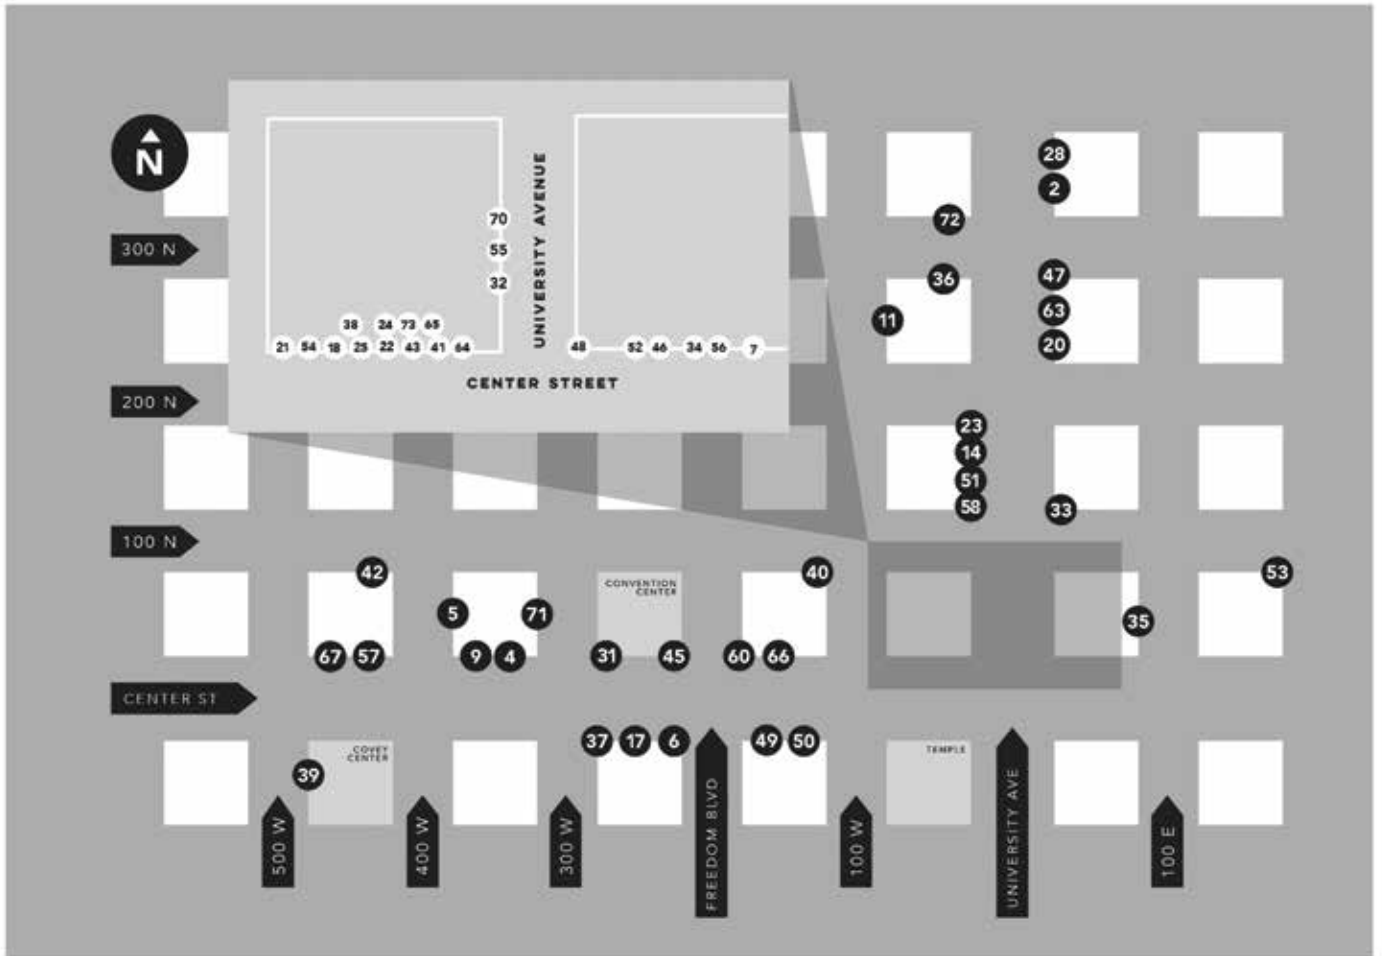 N
UNIVERSITY AVENUE
28
2
70
72
300 N
55
32
36
47
63
11
20
38 24 73 65
21 54 18 25 22 43 41 64
48 52 46 34 56 7
CENTER STREET
200 N
23
14
51
58
33
100 N
42
40
53
CONVENTION
CENTER
5
71
35
67 57
9 4
31 45
60 66
CENTER ST
37 17 6
49 50
COVEY
CENTER
TEMPLE
39
500 W
400 W
300 W
FREEDOM BLVD
100 W
UNIVERSITY AVE
100 E